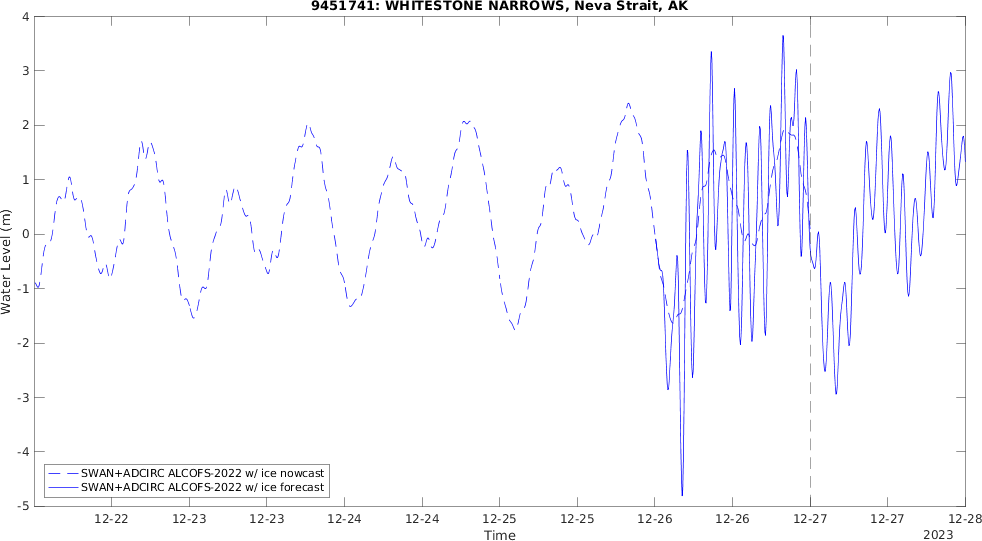 9451741: WHITESTONE NARROWS, Neva Strait, AK
4
3
2
1
0
-1
-2
-3
-4
-5
Water Level (m)
SWAN+ADCIRC ALCOFS-2022 w/ ice nowcast
SWAN+ADCIRC ALCOFS-2022 w/ ice forecast
12-22 12-23 12-23 12-24 12-24 12-25 12-25 12-26 12-26 12-27 12-27 12-28
Time
2023